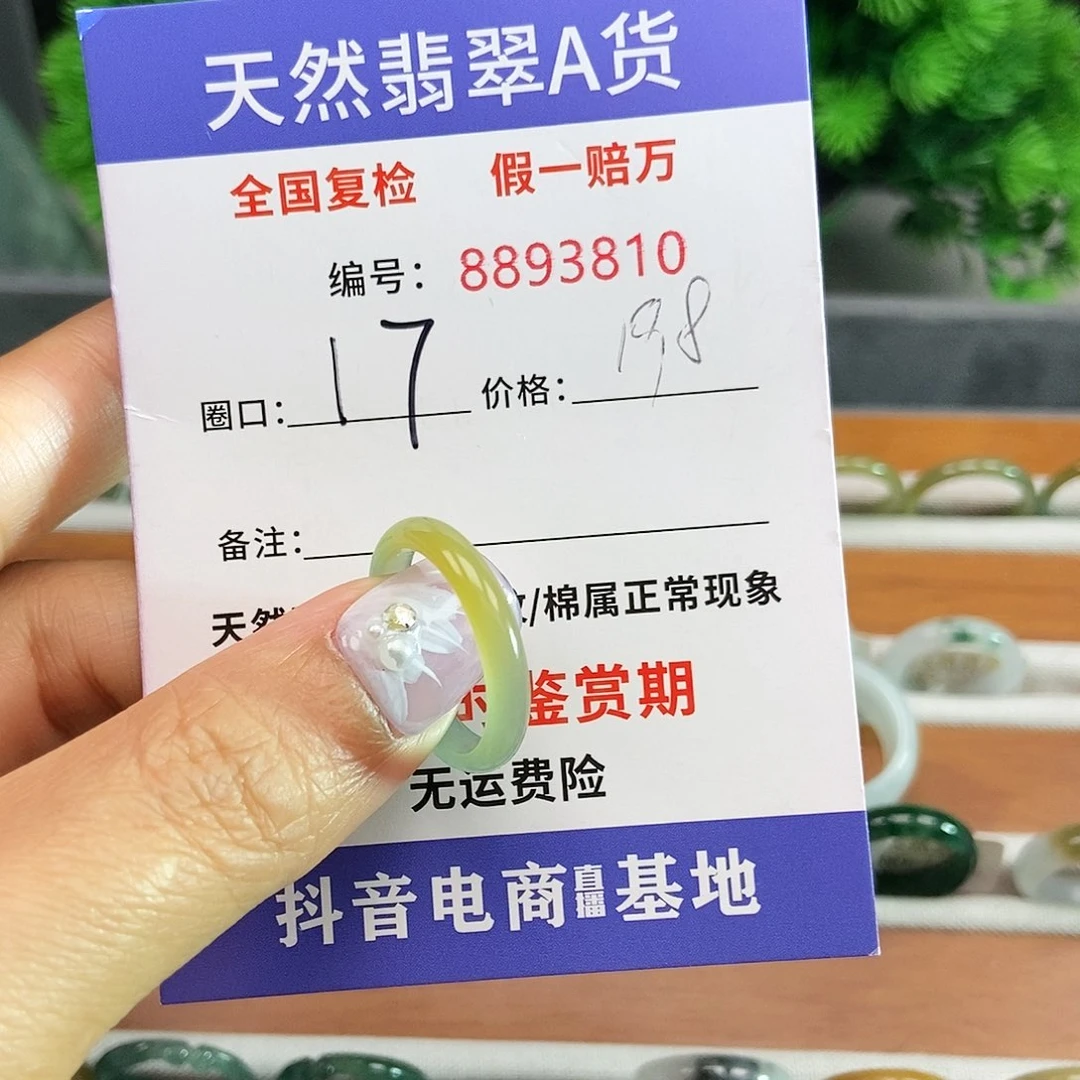 天然翡翠A货
全国复检 假一赔万
编号: 8893810
圈口: 17 价格: 198
备注:
天然 /棉属正常现象
鉴赏期
无运费险
抖音电商直播基地